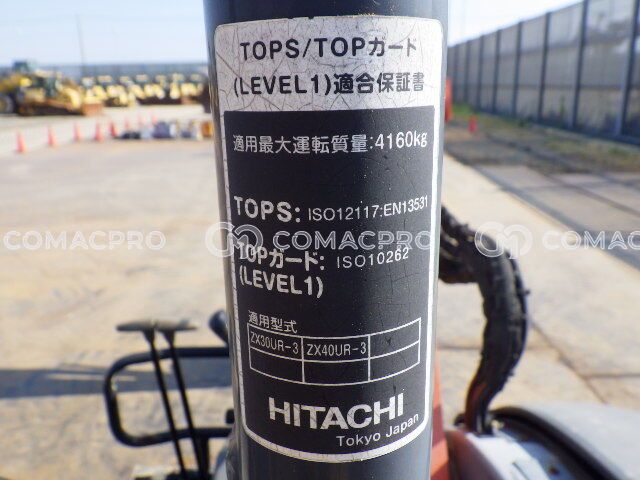 TOPS/TOPガード
(LEVEL1)適合保証書
適用最大運転質量:4160kg
TOPS: ISO12117:EN13531
COMACPRO COMACPRO COMACPRO
TOPガード: ISO10262
(LEVEL1)
適用型式
ZX30UR-3 ZX40UR-3
HITACHI
Tokyo Japan